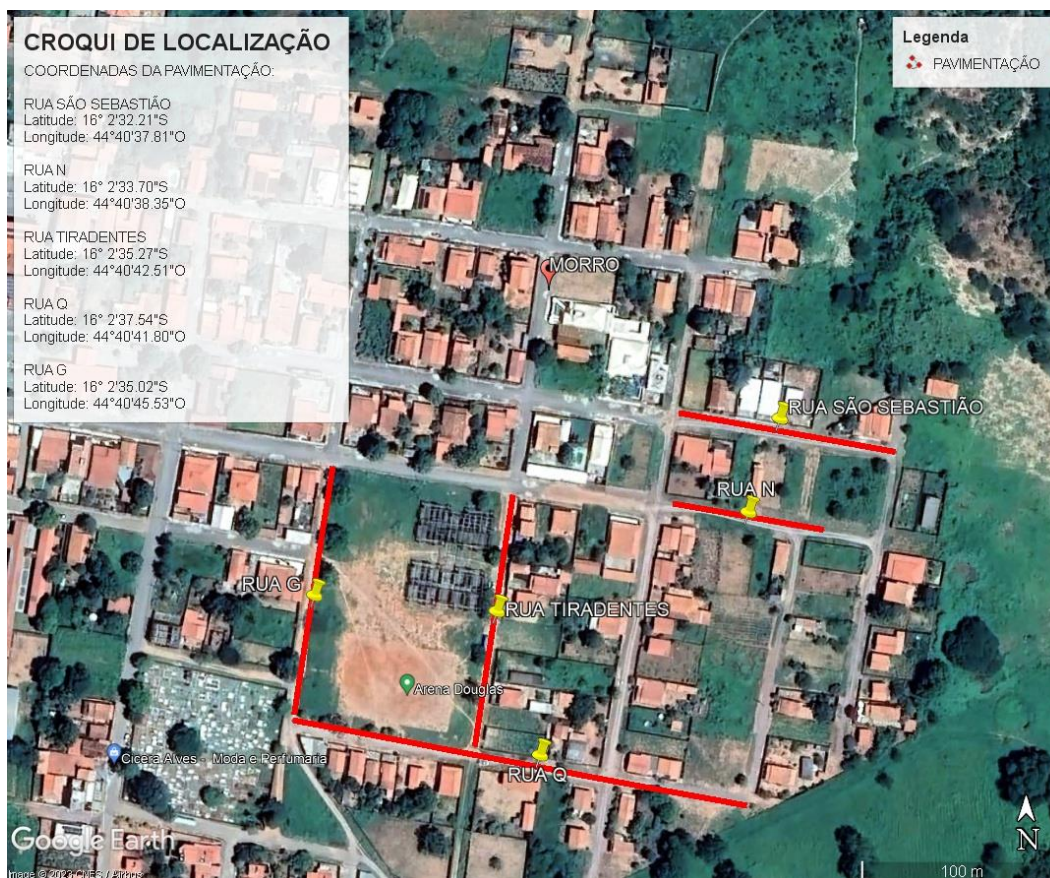 CROQUI DE LOCALIZAÇÃO
COORDENADAS DA PAVIMENTAÇÃO:
RUA SÃO SEBASTIÃO
Latitude: 16° 2'32.21"S
Longitude: 44°40'37.81"O
RUA N
Latitude: 16° 2'33.70"S
Longitude: 44°40'38.35"O
RUA TIRADENTES
Latitude: 16° 2'35.27"S
Longitude: 44°40'42.51"O
RUA Q
Latitude: 16° 2'37.54"S
Longitude: 44°40'41.80"O
RUA G
Latitude: 16° 2'35.02"S
Longitude: 44°40'45.53"O
Legenda
PAVIMENTAÇÃO
MORRO
RUA SÃO SEBASTIÃO
RUA N
RUA G
RUA TIRADENTES
Arena Douglas
Cicera Alves - Moda e Perfumaria
RUA Q
Google Earth
Image © 2023 CNES / Airbus
N
100 m